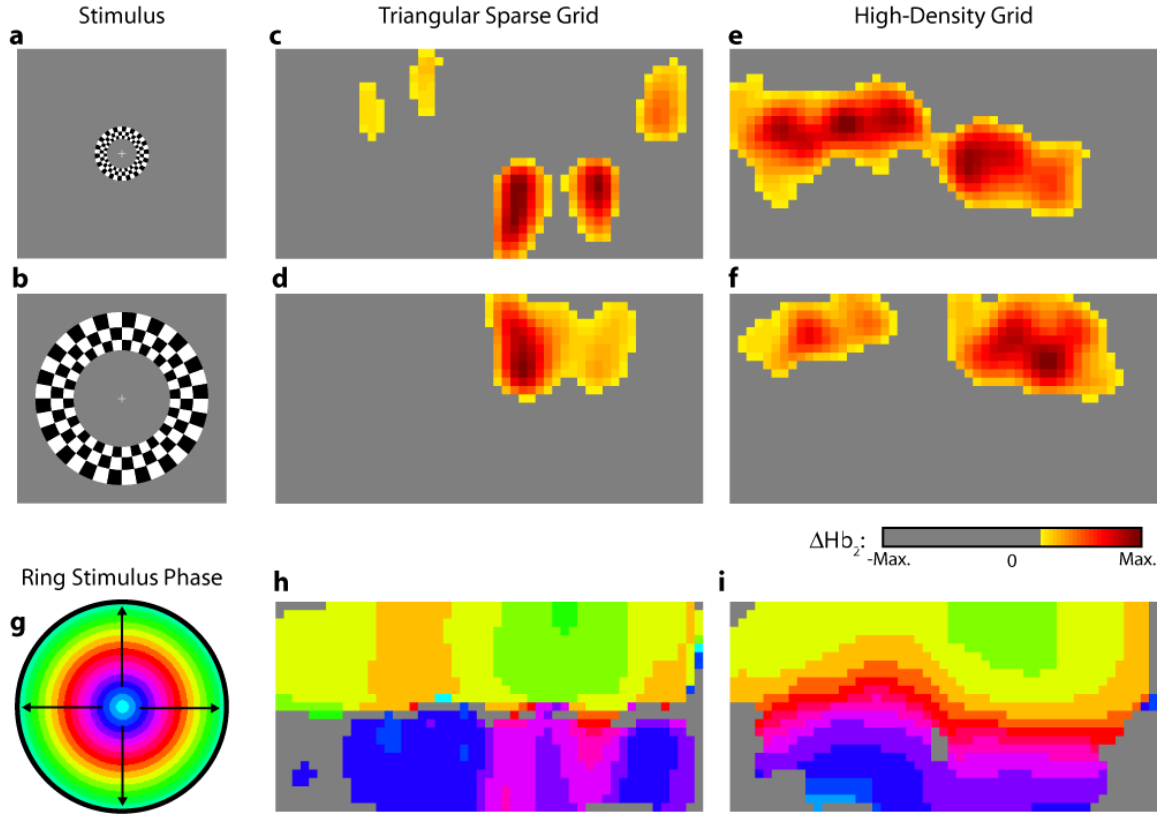 Stimulus
Triangular Sparse Grid
High-Density Grid
a
c
e
b
d
f
ΔHb₂:
-Max.
0
Max.
Ring Stimulus Phase
g
h
i